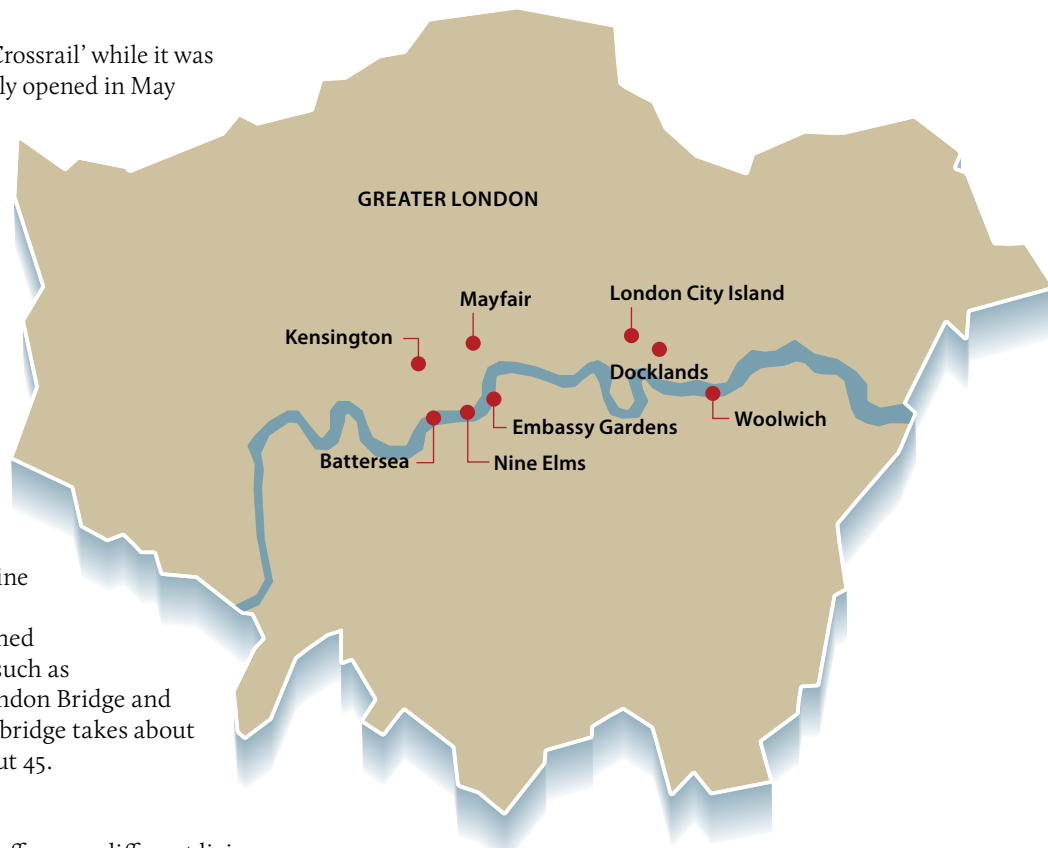 Crossrail’ while it was
ly opened in May
GREATER LONDON
Mayfair
London City Island
Kensington
Docklands
Woolwich
Embassy Gardens
Battersea
Nine Elms
ine
ned
such as
ndon Bridge and
bridge takes about
ut 45.